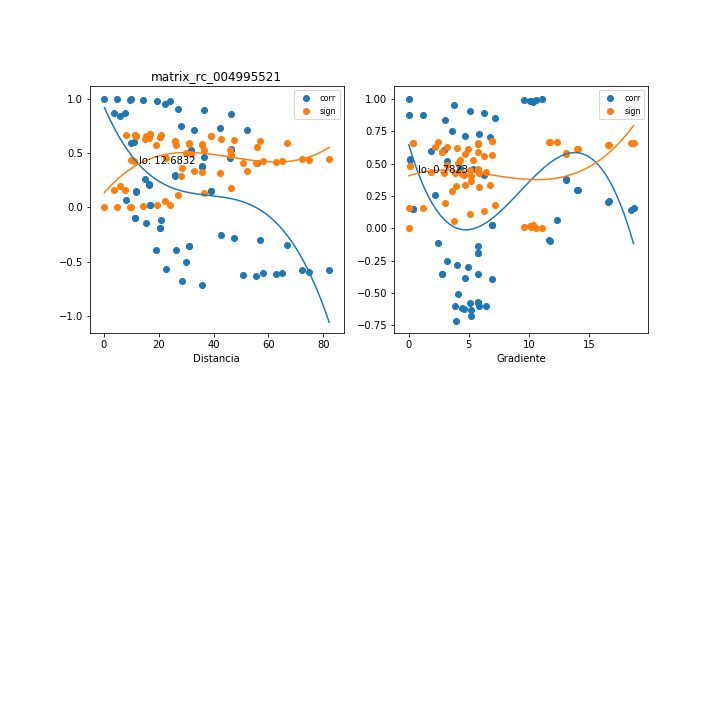 matrix_rc_004995521
1.0
0.5
0.0
−0.5
−1.0
0
20
40
60
80
Distancia
lo: 12.6832
corr
sign
1.00
0.75
0.50
0.25
0.00
−0.25
−0.50
−0.75
0
5
10
15
Gradiente
lo: 0.7823
corr
sign